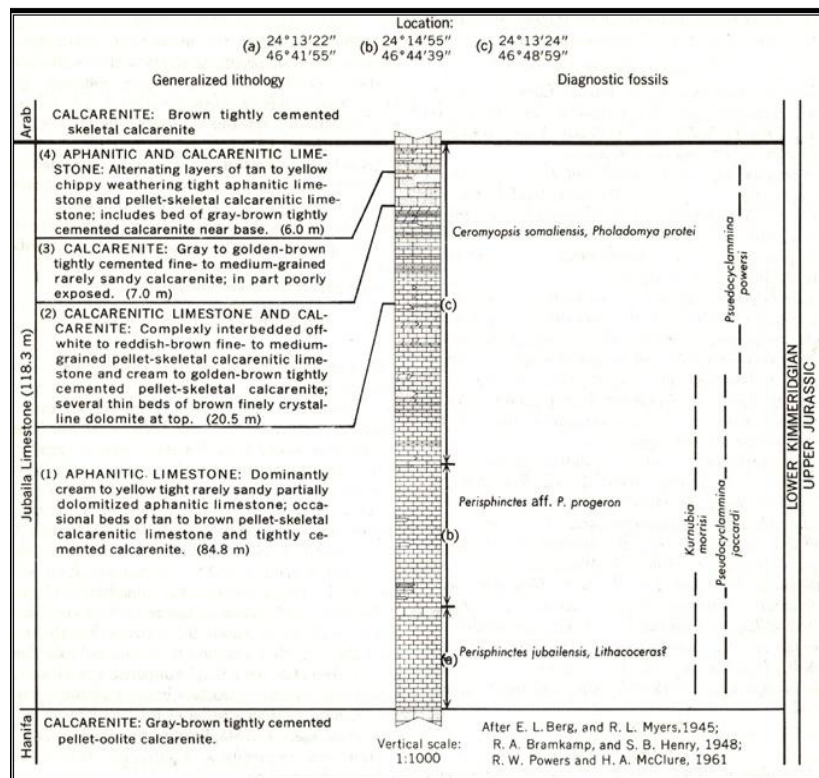 Location:
(a) 24°13′22″ 46°41′55″
(b) 24°14′55″ 46°44′39″
(c) 24°13′24″ 46°48′59″
Generalized lithology
Diagnostic fossils
Arab
CALCARENITE: Brown tightly cemented
skeletal calcarenite
Jubaila Limestone (118.3 m)
(4) APHANITIC AND CALCARENITIC LIME-
STONE: Alternating layers of tan to yellow
chippy weathering tight aphanitic lime-
stone and pellet-skeletal calcarenitic lime-
stone; includes bed of gray-brown tightly
cemented calcarenite near base. (6.0 m)
(3) CALCARENITE: Gray to golden-brown
tightly cemented fine- to medium-grained
rarely sandy calcarenite; in part poorly
exposed. (7.0 m)
(2) CALCARENITIC LIMESTONE AND CAL-
CARENITE: Complexly interbedded off-
white to reddish-brown fine- to medium-
grained pellet-skeletal calcarenitic lime-
stone and cream to golden-brown tightly
cemented pellet-skeletal calcarenite;
several thin beds of brown finely crystal-
line dolomite at top. (20.5 m)
(1) APHANITIC LIMESTONE: Dominantly
cream to yellow tight rarely sandy partially
dolomitized aphanitic limestone; occa-
sional beds of tan to brown pellet-skeletal
calcarenitic limestone and tightly ce-
mented calcarenite. (84.8 m)
Hanifa
CALCARENITE: Gray-brown tightly cemented
pellet-oolite calcarenite.
(c)
(b)
(a)
Vertical scale:
1:1000
Ceromyopsis somaliensis, Pholadomya protei
Perisphinctes aff. P. progeron
Perisphinctes jubailensis, Lithacoceras?
Kurnubia
morrisi
Pseudocyclammina
jaccardi
Psuedocyclammina
powersi
LOWER KIMMERIDGIAN
UPPER JURASSIC
After E. L. Berg, and R. L. Myers, 1945;
R. A. Bramkamp, and S. B. Henry, 1948;
R. W. Powers and H. A. McClure, 1961